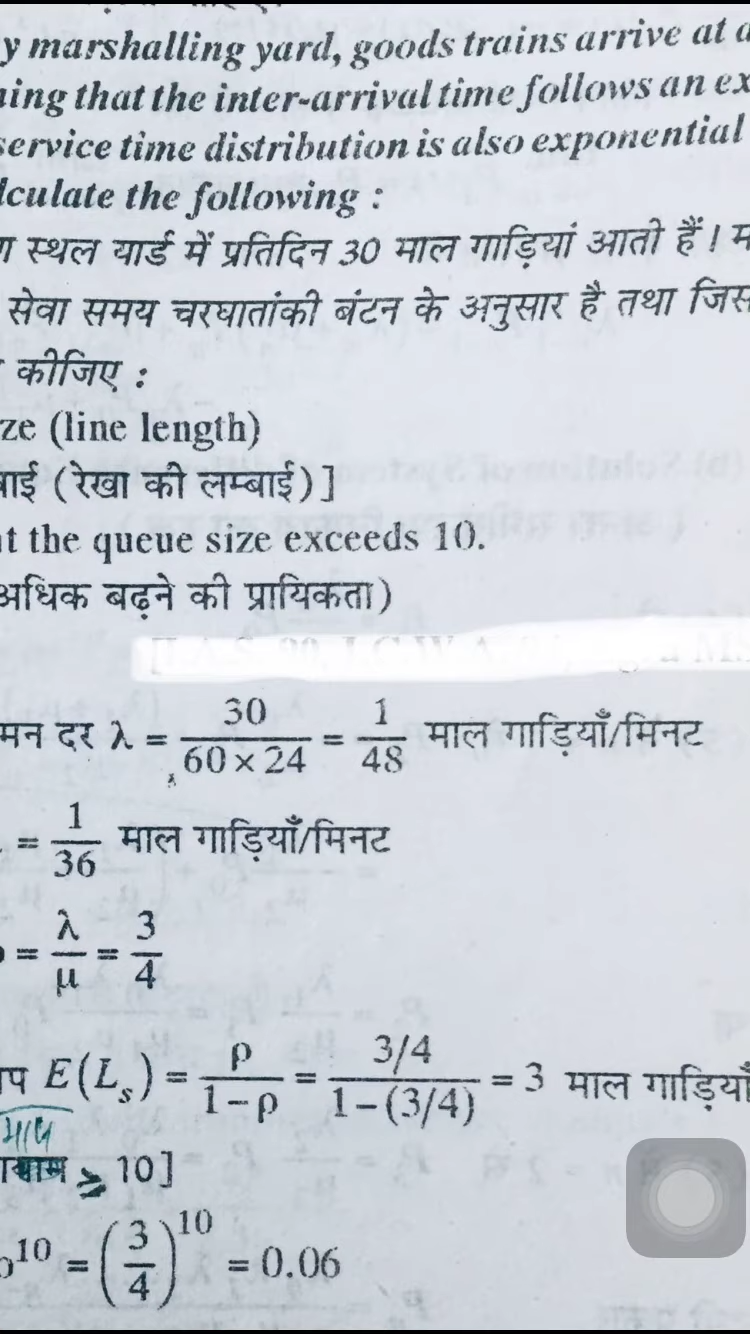 y marshalling yard, goods trains arrive at a
ning that the inter-arrival time follows an ex
service time distribution is also exponential
lculate the following :
स्थल यार्ड में प्रतिदिन 30 माल गाड़ियां आती हैं।
सेवा समय चरघातांकी बंटन के अनुसार है तथा जिस
कीजिए :
ze (line length)
बाई (रेखा की लम्बाई)]
at the queue size exceeds 10.
अधिक बढ़ने की प्रायिकता)
मन दर λ = 30/(60 × 24) = 1/48 माल गाड़ियाँ/मिनट
= 1/36 माल गाड़ियाँ/मिनट
= λ/μ = 3/4
E(Lₛ) = ρ/(1−ρ) = (3/4)/(1−(3/4)) = 3 माल गाड़ियाँ
माप
≥ 10]
ρ¹⁰ = (3/4)¹⁰ = 0.06